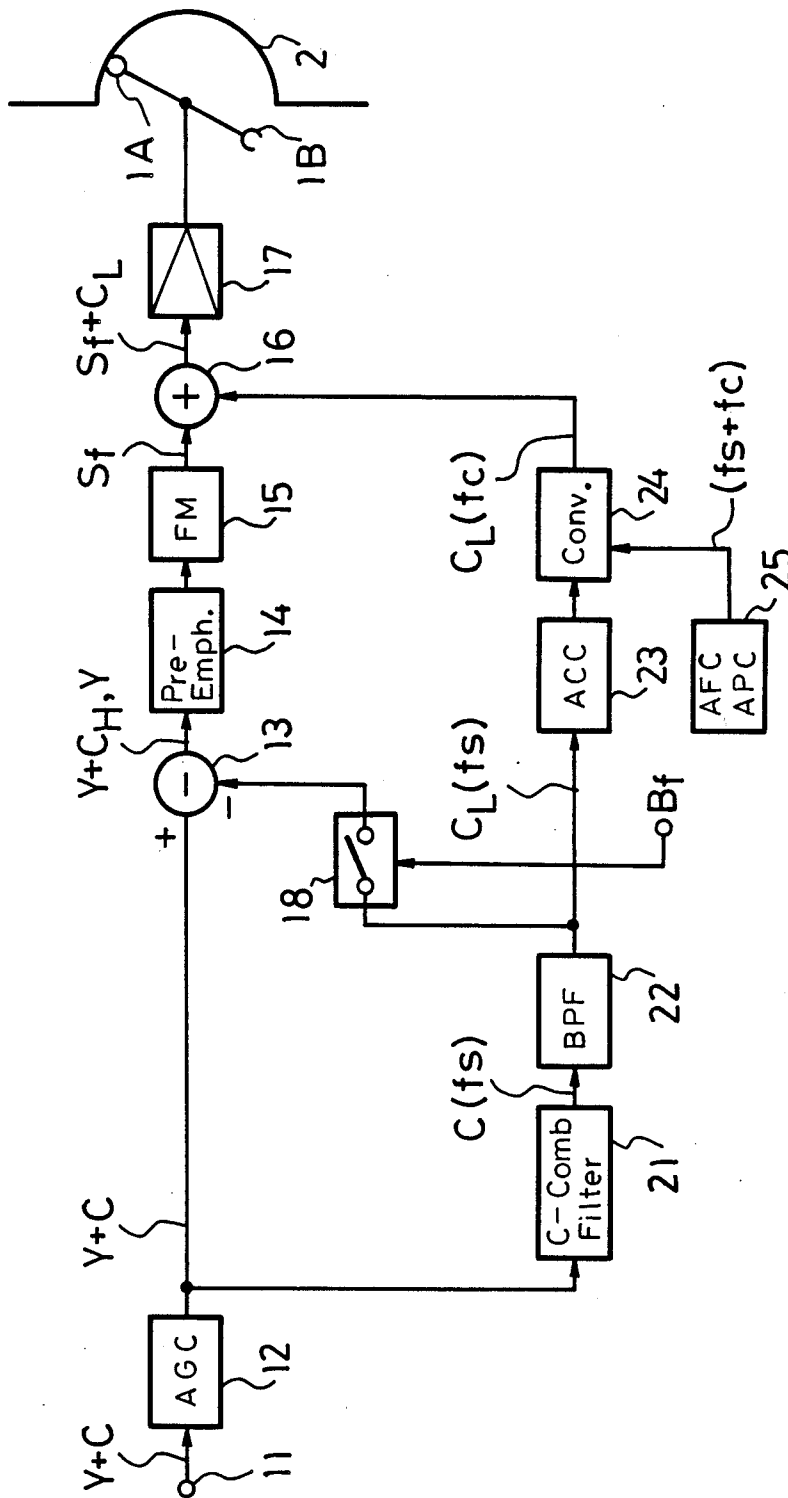 Y+C
11
AGC
12
Y+C
+
-
-
13
Y+C_H, Y
Pre-
Emph.
14
FM
15
Sf
+
16
Sf+C_L
17
1A
1B
2
18
C-Comb
Filter
21
C(fs)
BPF
22
Bf
C_L(fs)
ACC
23
Conv.
24
C_L(fc)
(fs+fc)
AFC
APC
25